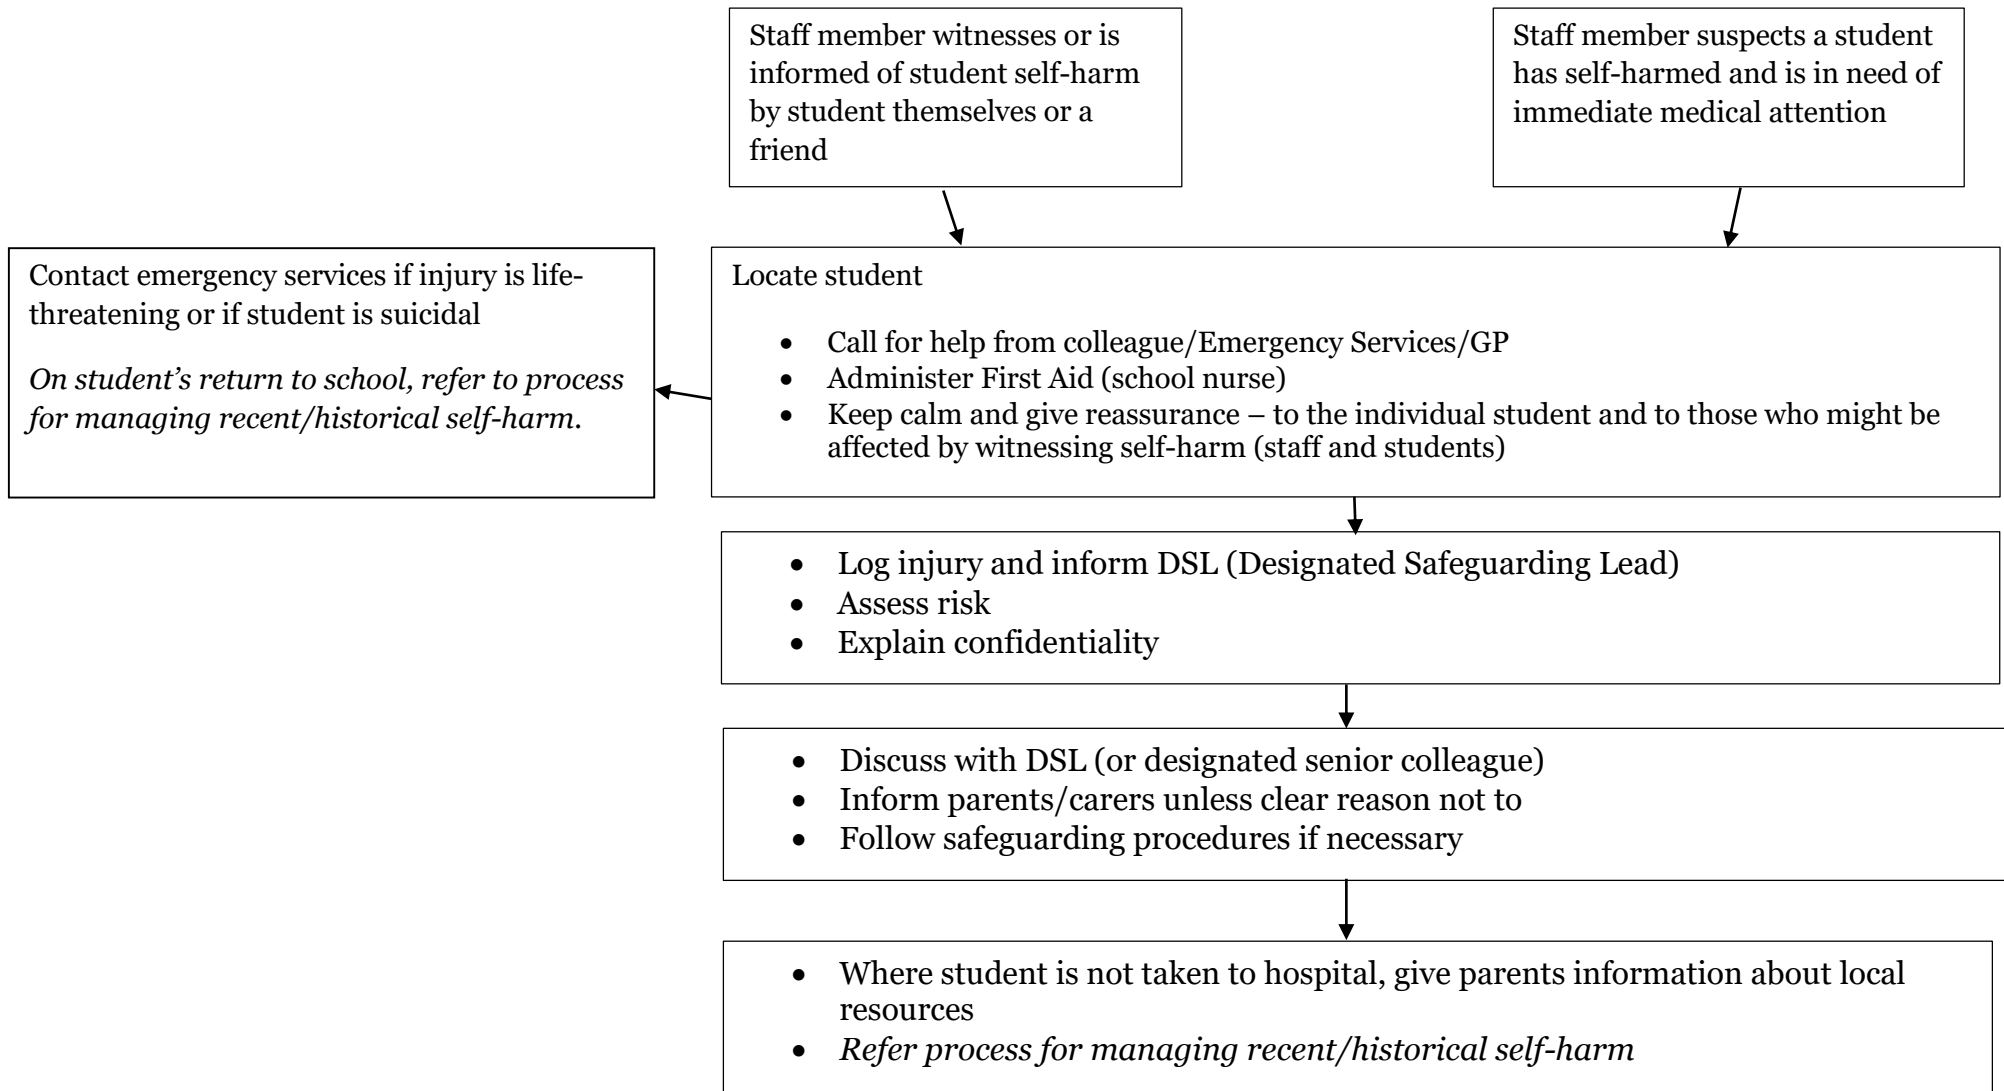 Staff member witnesses or is
informed of student self-harm
by student themselves or a
friend
Staff member suspects a student
has self-harmed and is in need of
immediate medical attention
Contact emergency services if injury is life-
threatening or if student is suicidal
On student’s return to school, refer to process
for managing recent/historical self-harm.
Locate student
• Call for help from colleague/Emergency Services/GP
• Administer First Aid (school nurse)
• Keep calm and give reassurance – to the individual student and to those who might be
affected by witnessing self-harm (staff and students)
• Log injury and inform DSL (Designated Safeguarding Lead)
• Assess risk
• Explain confidentiality
• Discuss with DSL (or designated senior colleague)
• Inform parents/carers unless clear reason not to
• Follow safeguarding procedures if necessary
• Where student is not taken to hospital, give parents information about local
resources
• Refer process for managing recent/historical self-harm